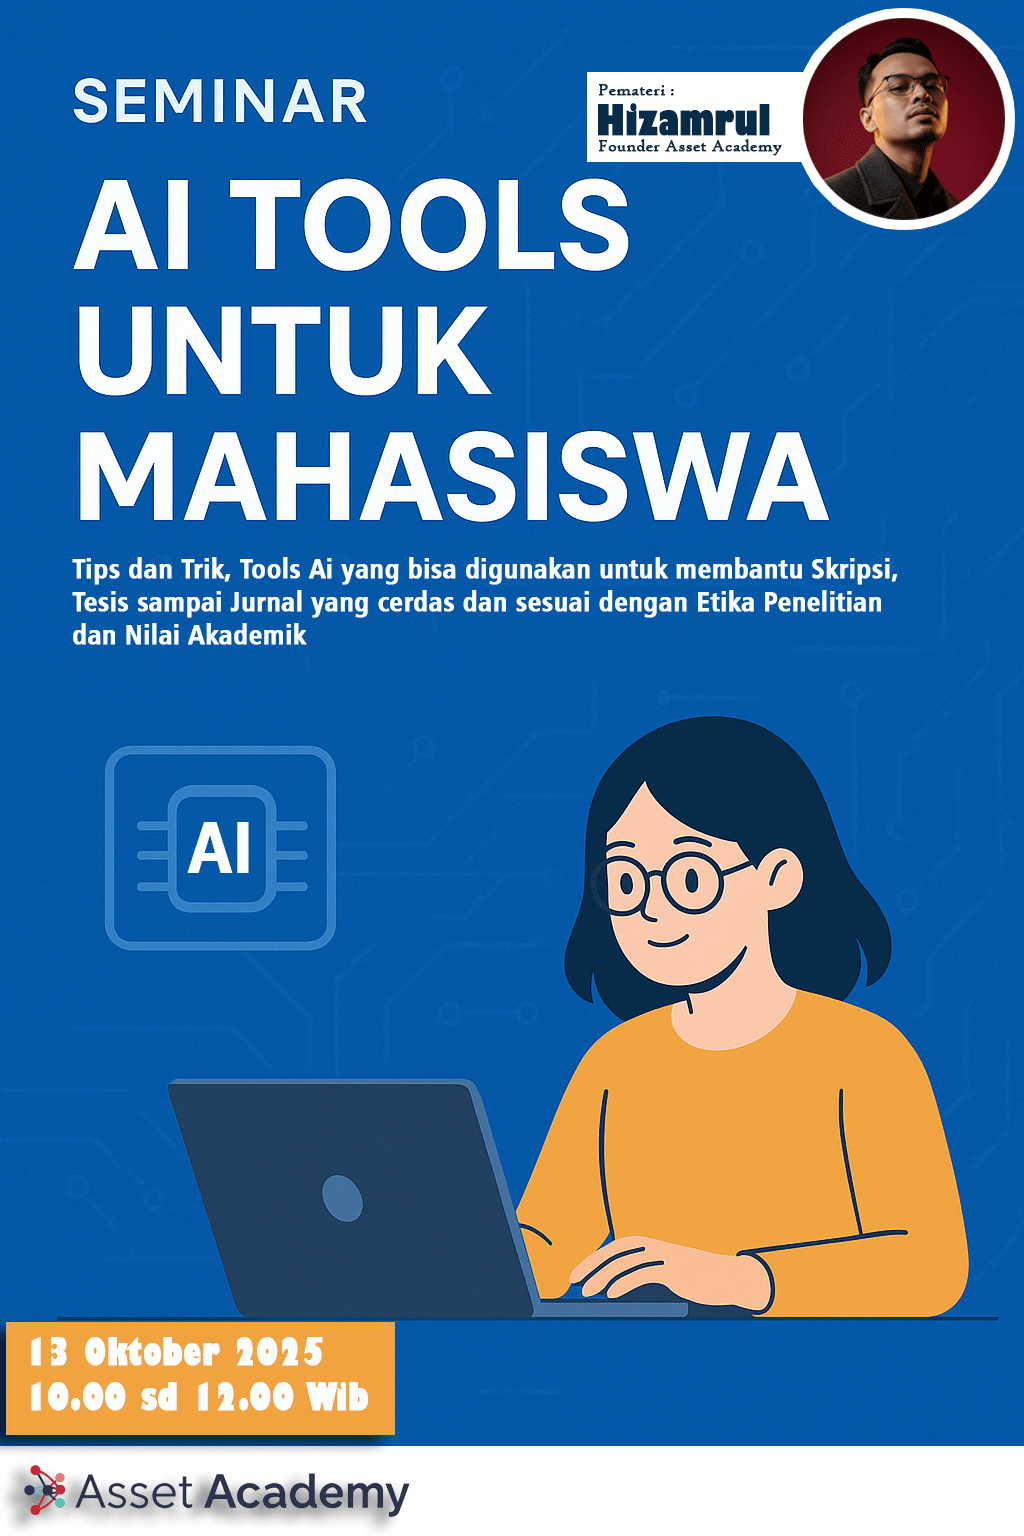 SEMINAR
Pemateri :
Hizamrul
Founder Asset Academy
AI TOOLS
UNTUK
MAHASISWA
Tips dan Trik, Tools Ai yang bisa digunakan untuk membantu Skripsi,
Tesis sampai Jurnal yang cerdas dan sesuai dengan Etika Penelitian
dan Nilai Akademik
AI
13 Oktober 2025
10.00 sd 12.00 Wib
Asset Academy